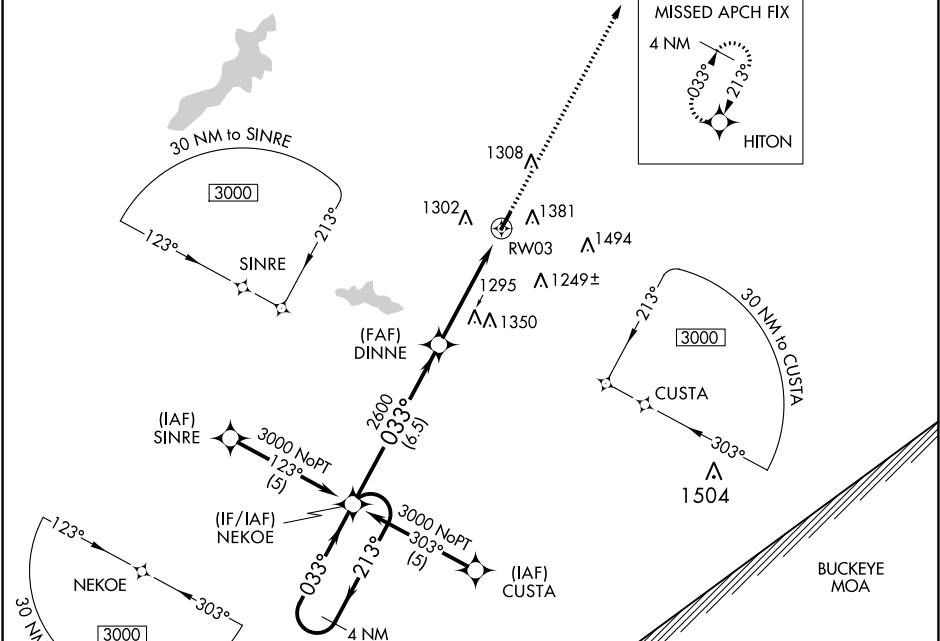 MISSED APCH FIX
4 NM
033°
213°
HITON
30 NM to SINRE
3000
123°
213°
SINRE
1308
1302
1381
RW03
1494
1249±
1295
1350
(FAF)
DINNE
213°
30 NM to CUSTA
3000
CUSTA
303°
1504
2600
033°
(6.5)
(IAF)
SINRE
3000 NoPT
123°
(5)
(IF/IAF)
NEKOE
3000 NoPT
303°
(5)
(IAF)
CUSTA
033°
213°
4 NM
123°
NEKOE
303°
30 NM
3000
BUCKEYE
MOA